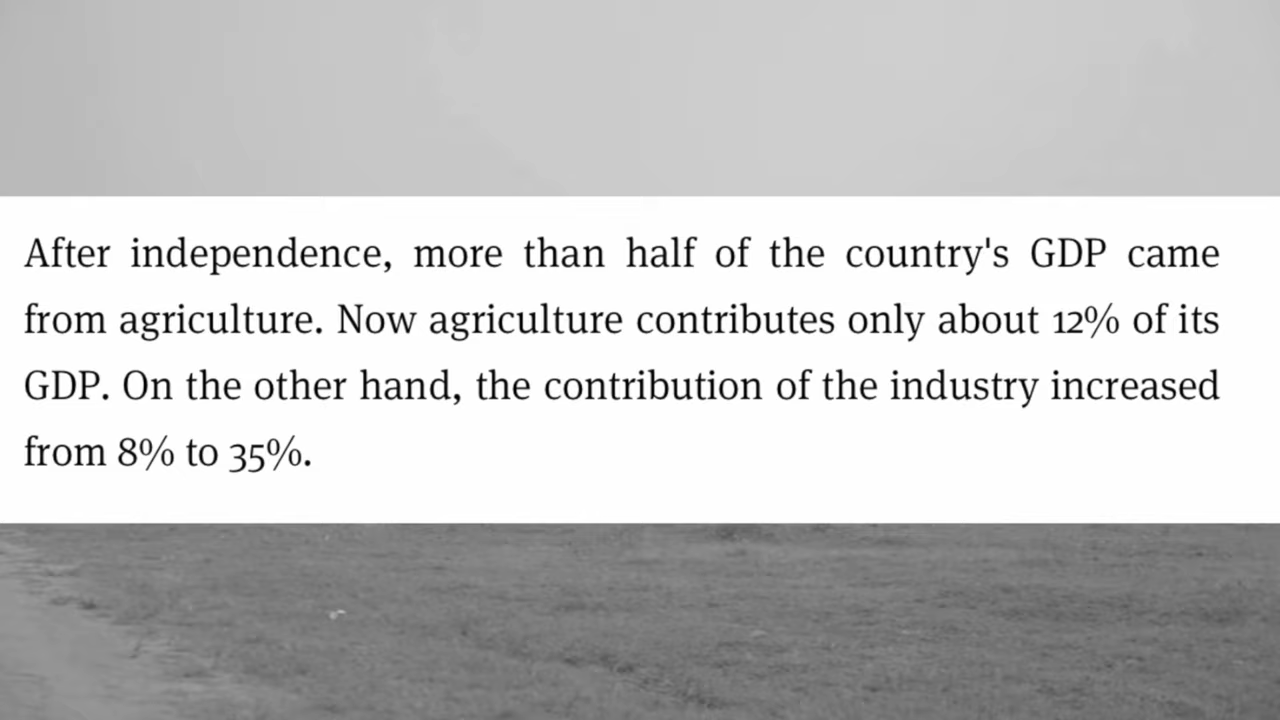 After independence, more than half of the country's GDP came
from agriculture. Now agriculture contributes only about 12% of its
GDP. On the other hand, the contribution of the industry increased
from 8% to 35%.